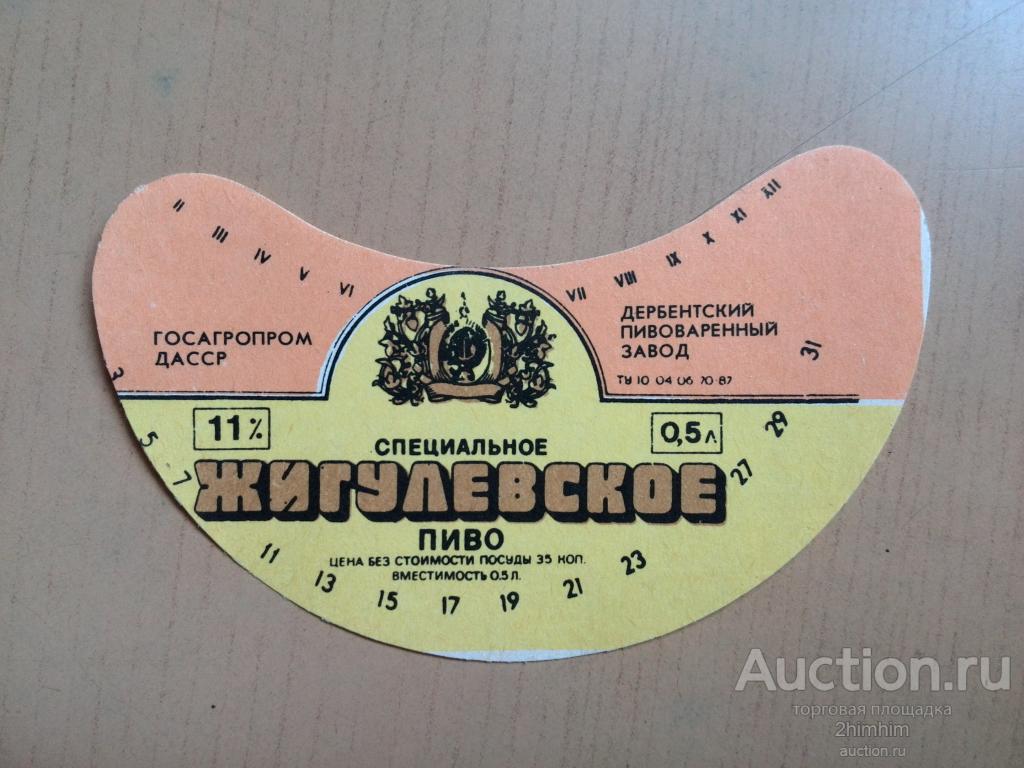 II III IV V VI
VII VIII IX X XI XII
ГОСАГРОПРОМ
ДАССР
ДЕРБЕНТСКИЙ
ПИВОВАРЕННЫЙ
ЗАВОД
ТУ 10 04 06 70-87
11%
0,5л
СПЕЦИАЛЬНОЕ
ЖИГУЛЕВСКОЕ
ПИВО
ЦЕНА БЕЗ СТОИМОСТИ ПОСУДЫ 35 КОП.
ВМЕСТИМОСТЬ 0.5 Л.
3 5 7 11 13 15 17 19 21 23 27 29 31
Auction.ru
торговая площадка
2himhim
auction.ru